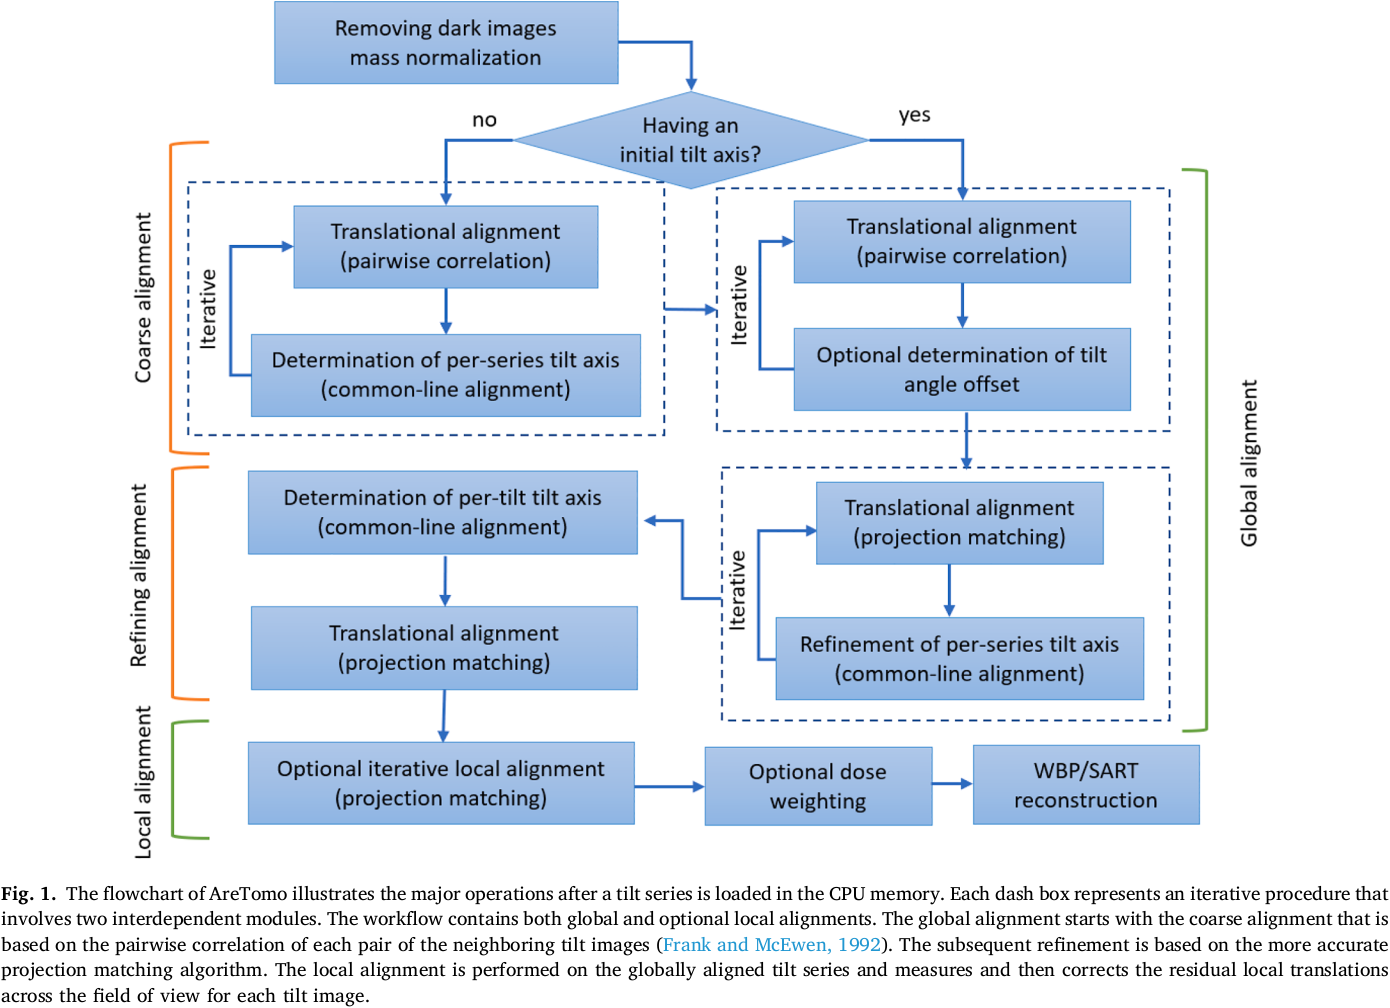 Removing dark images
mass normalization
Having an
initial tilt axis?
no
yes
Coarse alignment
Iterative
Translational alignment
(pairwise correlation)
Determination of per-series tilt axis
(common-line alignment)
Iterative
Translational alignment
(pairwise correlation)
Optional determination of tilt
angle offset
Global alignment
Iterative
Translational alignment
(projection matching)
Refinement of per-series tilt axis
(common-line alignment)
Refining alignment
Determination of per-tilt tilt axis
(common-line alignment)
Translational alignment
(projection matching)
Local alignment
Optional iterative local alignment
(projection matching)
Optional dose
weighting
WBP/SART
reconstruction
Fig. 1. The flowchart of AreTomo illustrates the major operations after a tilt series is loaded in the CPU memory. Each dash box represents an iterative procedure that
involves two interdependent modules. The workflow contains both global and optional local alignments. The global alignment starts with the coarse alignment that is
based on the pairwise correlation of each pair of the neighboring tilt images (Frank and McEwen, 1992). The subsequent refinement is based on the more accurate
projection matching algorithm. The local alignment is performed on the globally aligned tilt series and measures and then corrects the residual local translations
across the field of view for each tilt image.